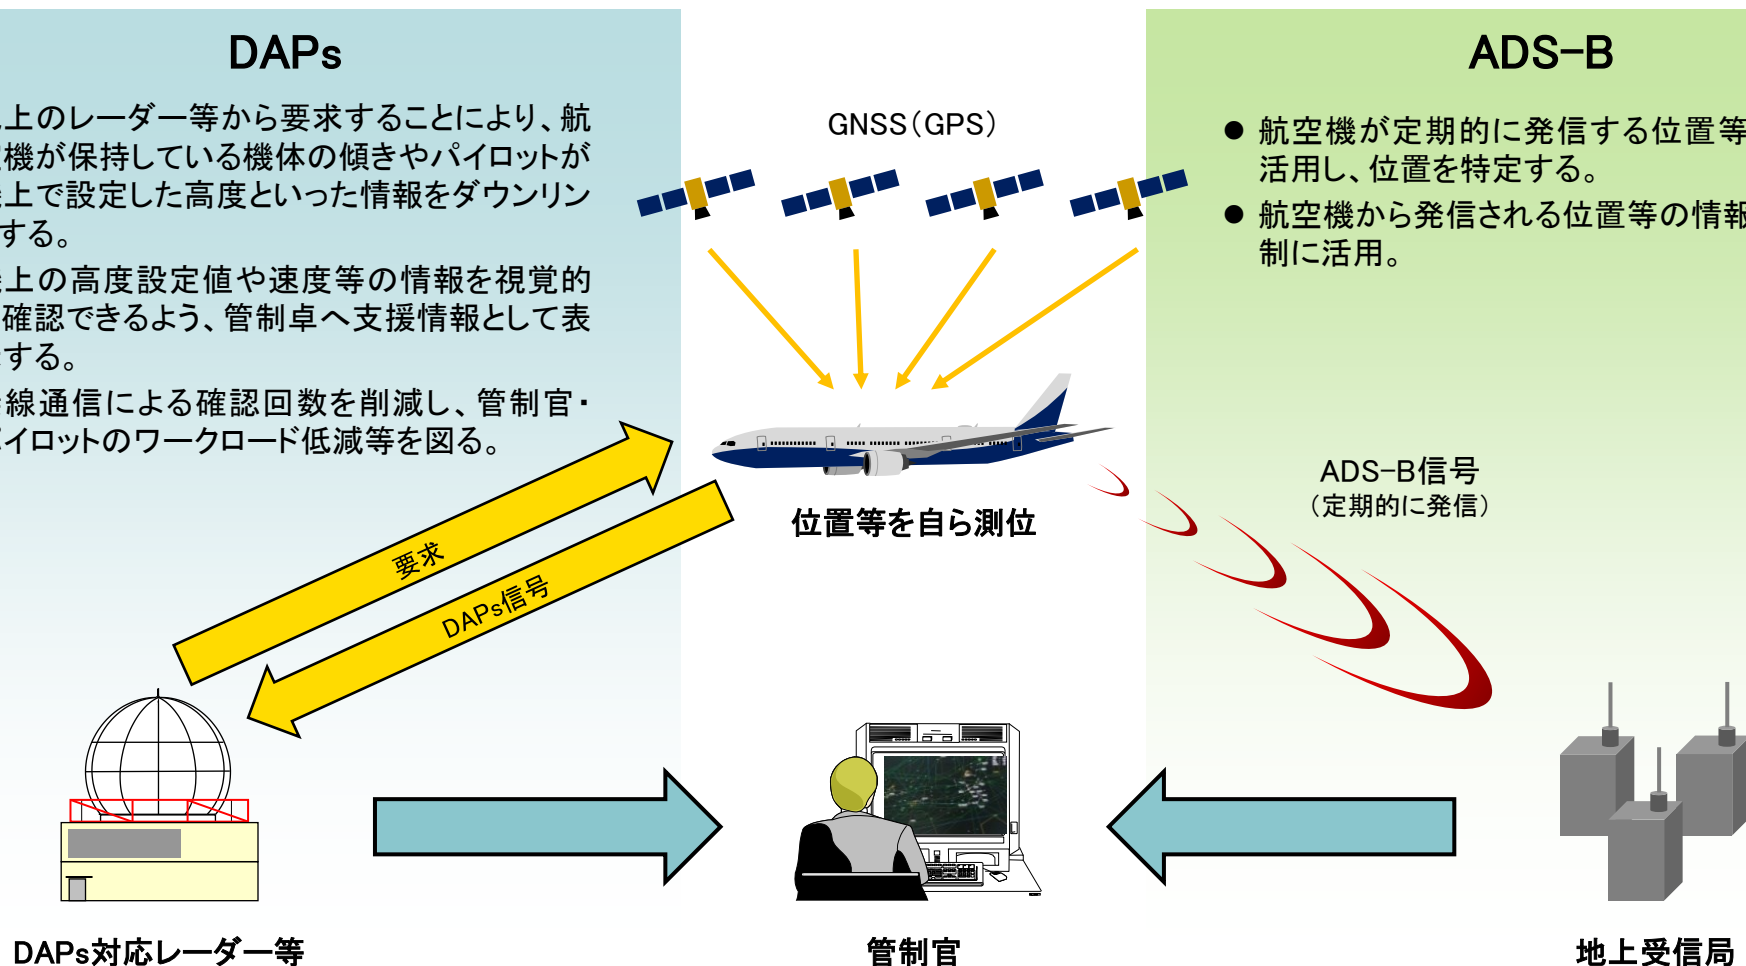 DAPs
上のレーダー等から要求することにより、航
機が保持している機体の傾きやパイロットが
上で設定した高度といった情報をダウンリン
する。
上の高度設定値や速度等の情報を視覚的
確認できるよう、管制卓へ支援情報として表
する。
線通信による確認回数を削減し、管制官・
パイロットのワークロード低減等を図る。
要求
DAPs信号
DAPs対応レーダー等
GNSS（GPS）
位置等を自ら測位
管制官
ADS-B
● 航空機が定期的に発信する位置等
活用し、位置を特定する。
● 航空機から発信される位置等の情報
制に活用。
ADS-B信号
（定期的に発信）
地上受信局